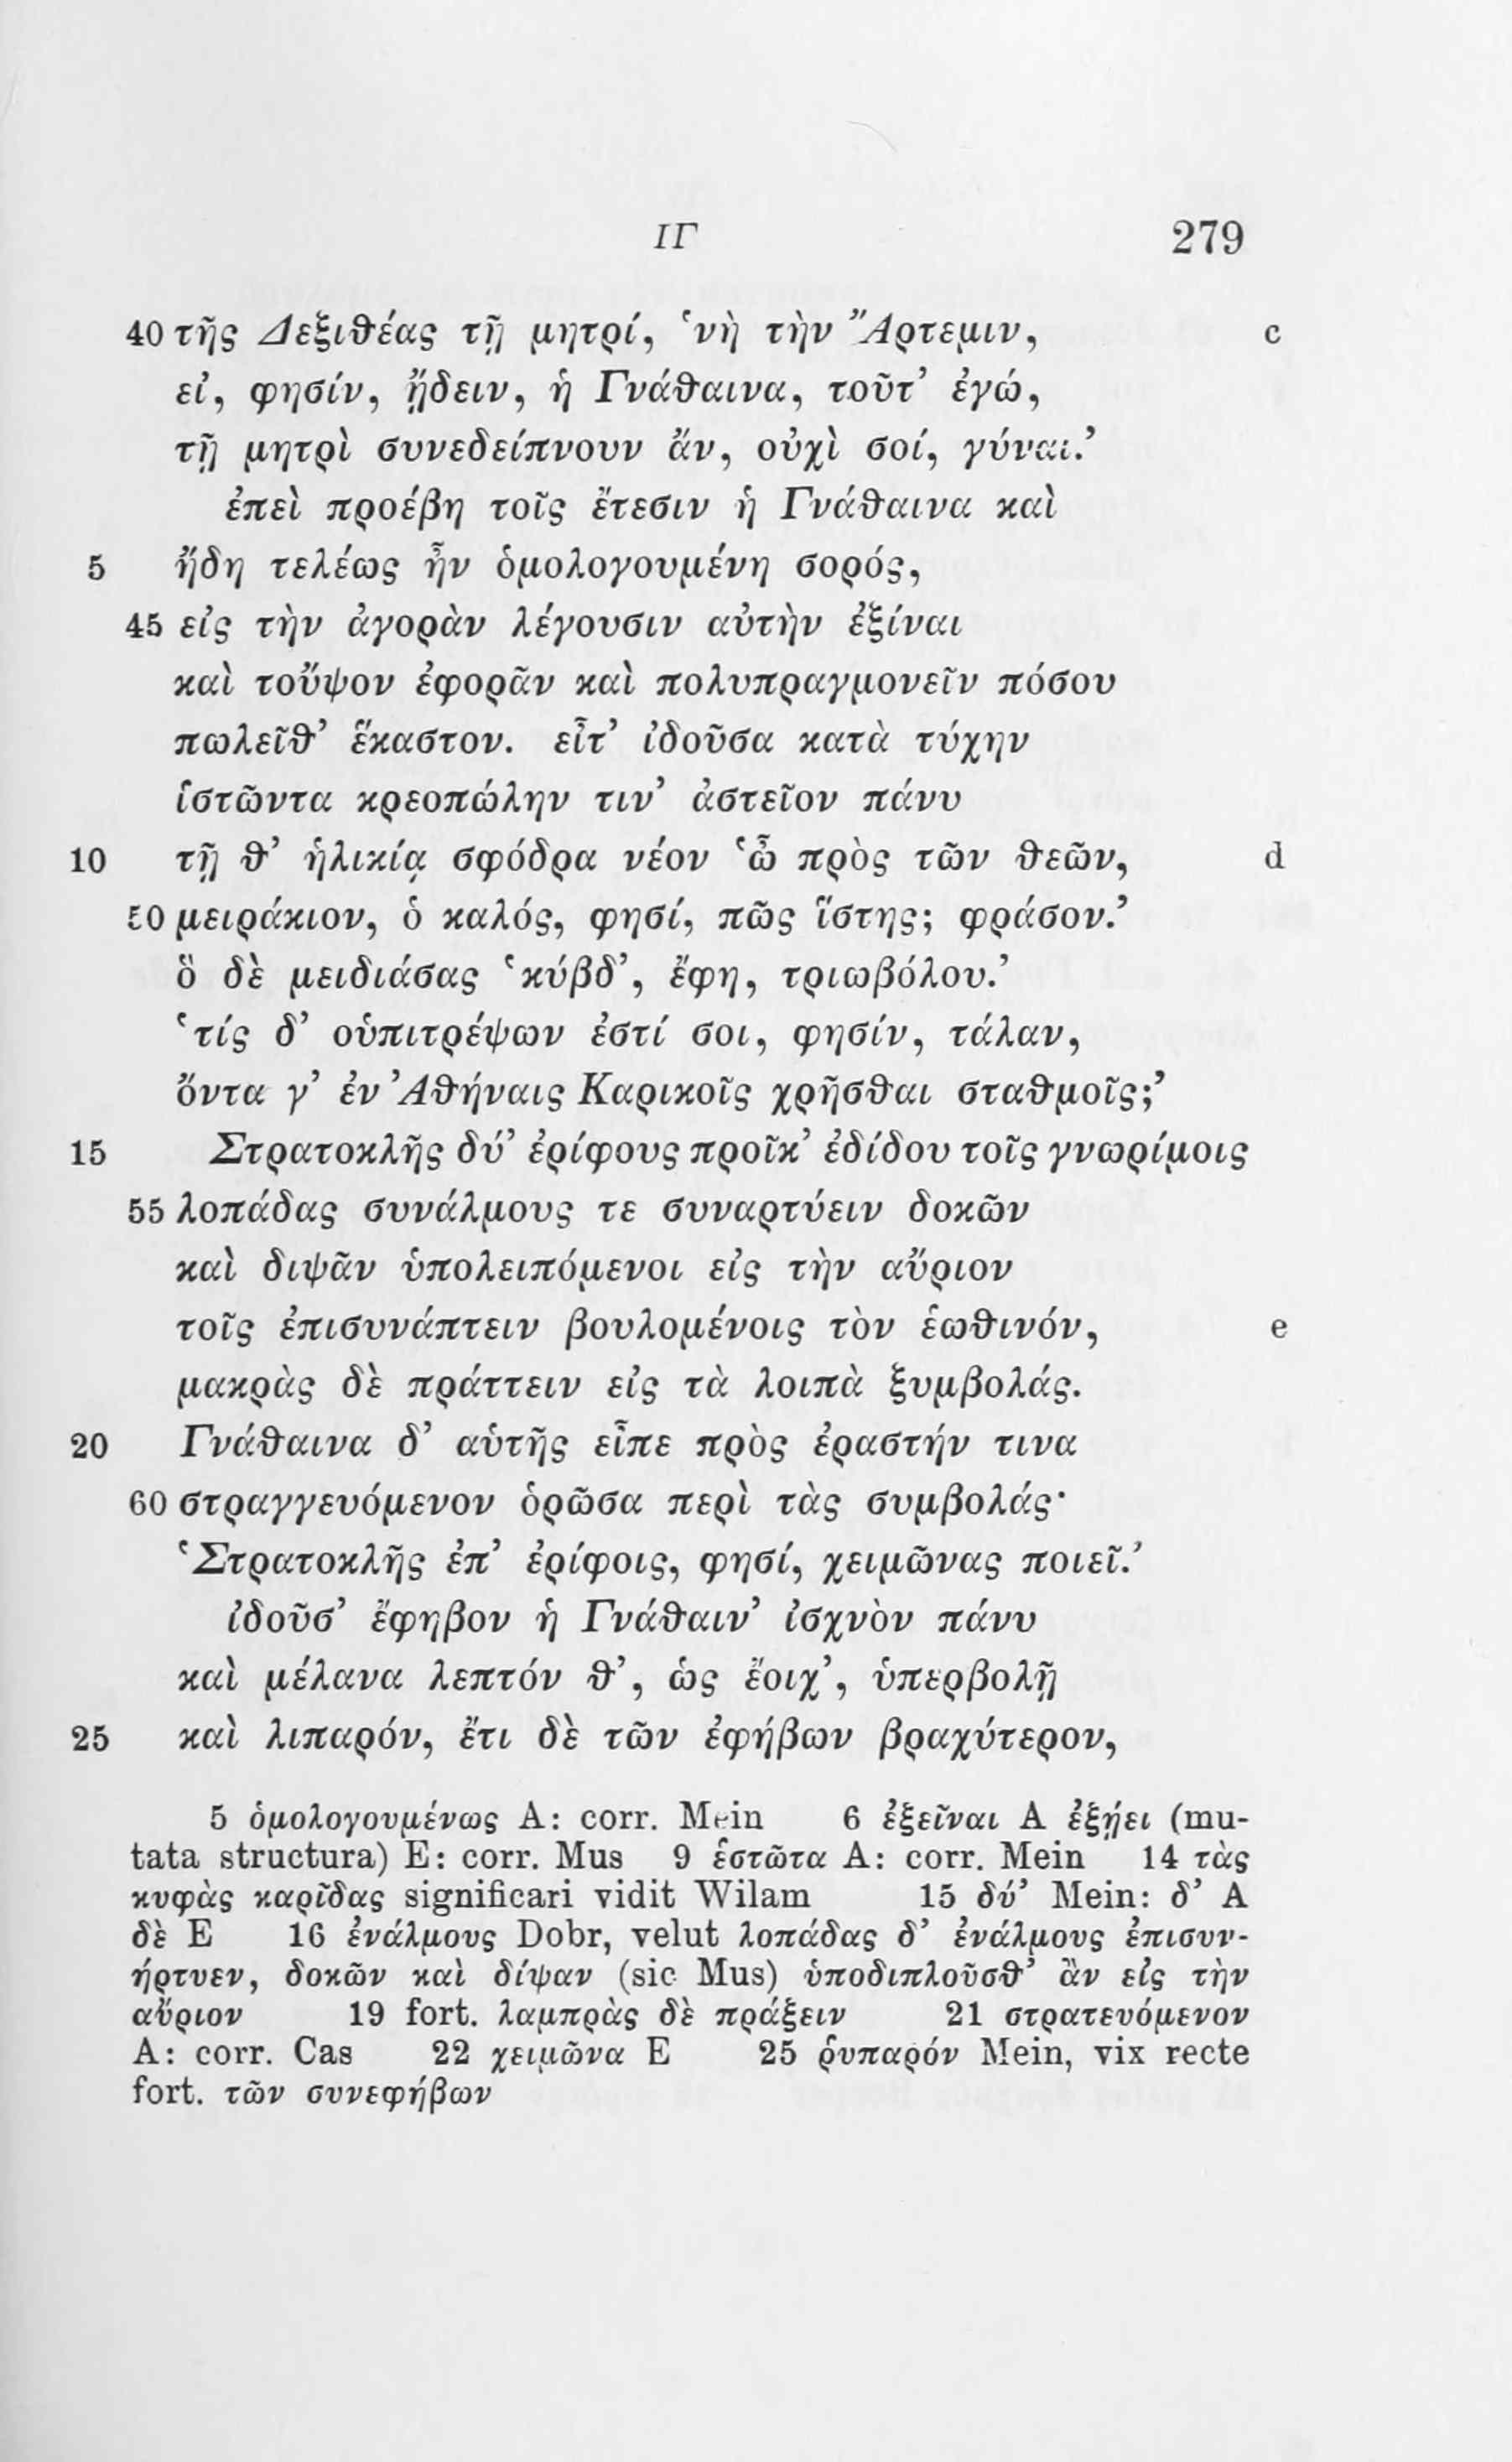 ΙΓ 279
40 τῆς Δεξιθέας τῇ μητρί, ‘νὴ τὴν Ἄρτεμιν, c
εἰ, φησίν, ᾔδειν, ἡ Γνάθαινα, τοῦτ’ ἐγώ,
τῇ μητρὶ συνεδείπνουν ἄν, οὐχὶ σοί, γύναι.’
ἐπεὶ προέβη τοῖς ἔτεσιν ἡ Γνάθαινα καὶ
5 ἤδη τελέως ἦν ὁμολογουμένη σορός,
45 εἰς τὴν ἀγορὰν λέγουσιν αὐτὴν ἐξίναι
καὶ τοὔψον ἐφορᾶν καὶ πολυπραγμονεῖν πόσου
πωλεῖθ’ ἕκαστον. εἶτ’ ἰδοῦσα κατὰ τύχην
ἱστῶντα κρεοπώλην τιν’ ἀστεῖον πάνυ
10 τῇ θ’ ἡλικίᾳ σφόδρα νέον ‘ὦ πρὸς τῶν θεῶν, d
50 μειράκιον, ὁ καλός, φησί, πῶς ἵστης; φράσον.’
ὃ δὲ μειδιάσας ‘κύβδ’, ἔφη, τριωβόλου.’
‘τίς δ’ οὑπιτρέψων ἐστί σοι, φησίν, τάλαν,
ὄντα γ’ ἐν Ἀθήναις Καρικοῖς χρῆσθαι σταθμοῖς;’
15 Στρατοκλῆς δύ’ ἐρίφους προῖκ’ ἐδίδου τοῖς γνωρίμοις
55 λοπάδας συνάλμους τε συναρτύειν δοκῶν
καὶ διψᾶν ὑπολειπόμενοι εἰς τὴν αὔριον
τοῖς ἐπισυνάπτειν βουλομένοις τὸν ἑωθινόν, e
μακρὰς δὲ πράττειν εἰς τὰ λοιπὰ ξυμβολάς.
20 Γνάθαινα δ’ αὑτῆς εἶπε πρὸς ἐραστήν τινα
60 στραγγευόμενον ὁρῶσα περὶ τὰς συμβολάς·
‘Στρατοκλῆς ἐπ’ ἐρίφοις, φησί, χειμῶνας ποιεῖ.’
ἰδοῦσ’ ἔφηβον ἡ Γνάθαιν’ ἰσχνὸν πάνυ
καὶ μέλανα λεπτόν θ’, ὡς ἔοιχ’, ὑπερβολῇ
25 καὶ λιπαρόν, ἔτι δὲ τῶν ἐφήβων βραχύτερον,
5 ὁμολογουμένως A: corr. Mein 6 ἐξεῖναι A ἐξῄει (mu-
tata structura) E: corr. Mus 9 ἑστῶτα A: corr. Mein 14 τὰς
κυφὰς καρῖδας significari vidit Wilam 15 δύ’ Mein: δ’ A
δὲ E 16 ἐνάλμους Dobr, velut λοπάδας δ’ ἐνάλμους ἐπισυν-
ήρτυεν, δοκῶν καὶ δίψαν (sic Mus) ὑποδιπλοῦσθ’ ἂν εἰς τὴν
αὔριον 19 fort. λαμπρὰς δὲ πράξειν 21 στρατευόμενον
A: corr. Cas 22 χειμῶνα E 25 ῥυπαρόν Mein, vix recte
fort. τῶν συνεφήβων